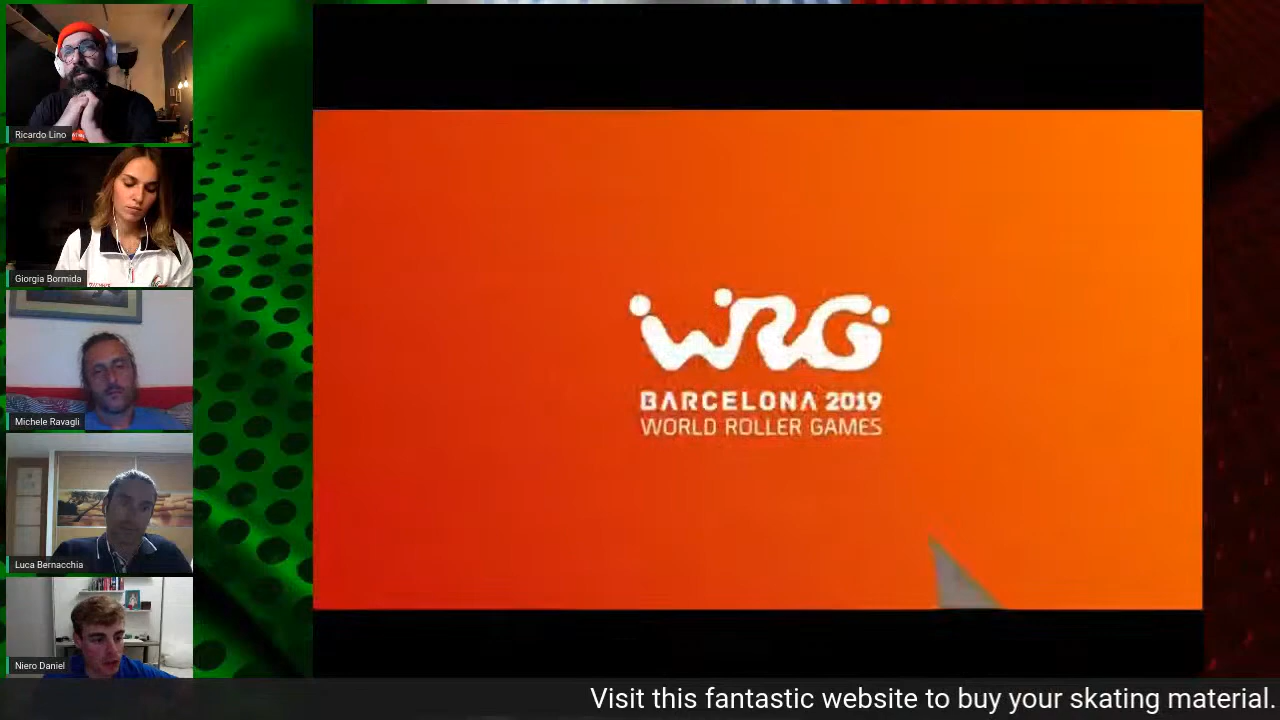 Ricardo Lino
Giorgia Bormida
Michele Ravagli
Luca Bernacchia
Niero Daniel
WRG
BARCELONA 2019
WORLD ROLLER GAMES
Visit this fantastic website to buy your skating material.